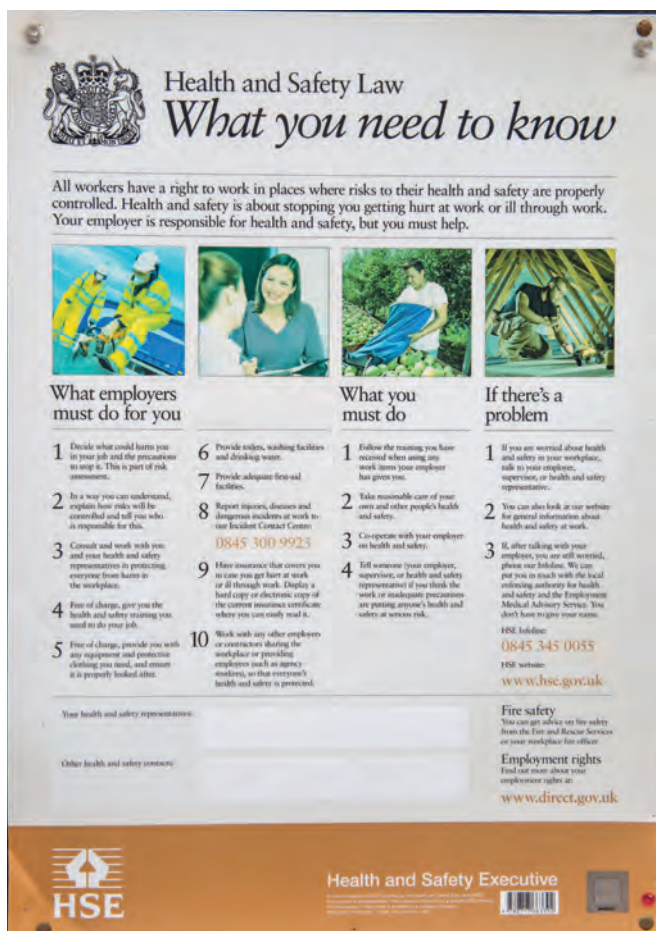 Health and Safety Law
What you need to know
All workers have a right to work in places where risks to their health and safety are properly
controlled. Health and safety is about stopping you getting hurt at work or ill through work.
Your employer is responsible for health and safety, but you must help.
What employers
must do for you
1 Decide what could harm you
in your job and the precautions
to stop it. This is part of risk
assessment.
2 In a way you can understand,
explain how risks will be
controlled and tell you who
is responsible for this.
3 Consult and work with you
and your health and safety
representatives in protecting
everyone from harm in
the workplace.
4 Free of charge, give you the
health and safety training you
need to do your job.
5 Free of charge, provide you with
any equipment and protective
clothing you need, and ensure
it is properly looked after.
6 Provide toilets, washing facilities
and drinking water.
7 Provide adequate first-aid
facilities.
8 Report injuries, diseases and
dangerous incidents at work to
our Incident Contact Centre:
0845 300 9923
9 Have insurance that covers you
in case you get hurt at work
or ill through work. Display a
hard copy or electronic copy of
the current insurance certificate
where you can easily read it.
10 Work with any other employers
or contractors sharing the
workplace or providing
employees (such as agency
workers), so that everyone's
health and safety is protected.
What you
must do
1 Follow the training you have
received when using any
work items your employer
has given you.
2 Take reasonable care of your
own and other people's health
and safety.
3 Co-operate with your employer
on health and safety.
4 Tell someone (your employer,
supervisor, or health and safety
representative) if you think the
work or inadequate precautions
are putting anyone's health and
safety at serious risk.
If there's a
problem
1 If you are worried about health
and safety in your workplace,
talk to your employer,
supervisor, or health and safety
representative.
2 You can also look at our website
for general information about
health and safety at work.
3 If, after talking with your
employer, you are still worried,
phone our Infoline. We can
put you in touch with the local
enforcing authority for health
and safety and the Employment
Medical Advisory Service. You
don't have to give your name.
HSE Infoline:
0845 345 0055
HSE website:
www.hse.gov.uk
Your health and safety representatives:
Other health and safety contacts:
Fire safety
You can get advice on fire safety
from the Fire and Rescue Services
or your workplace fire officer.
Employment rights
Find out more about your
employment rights at:
www.direct.gov.uk
HSE
Health and Safety Executive